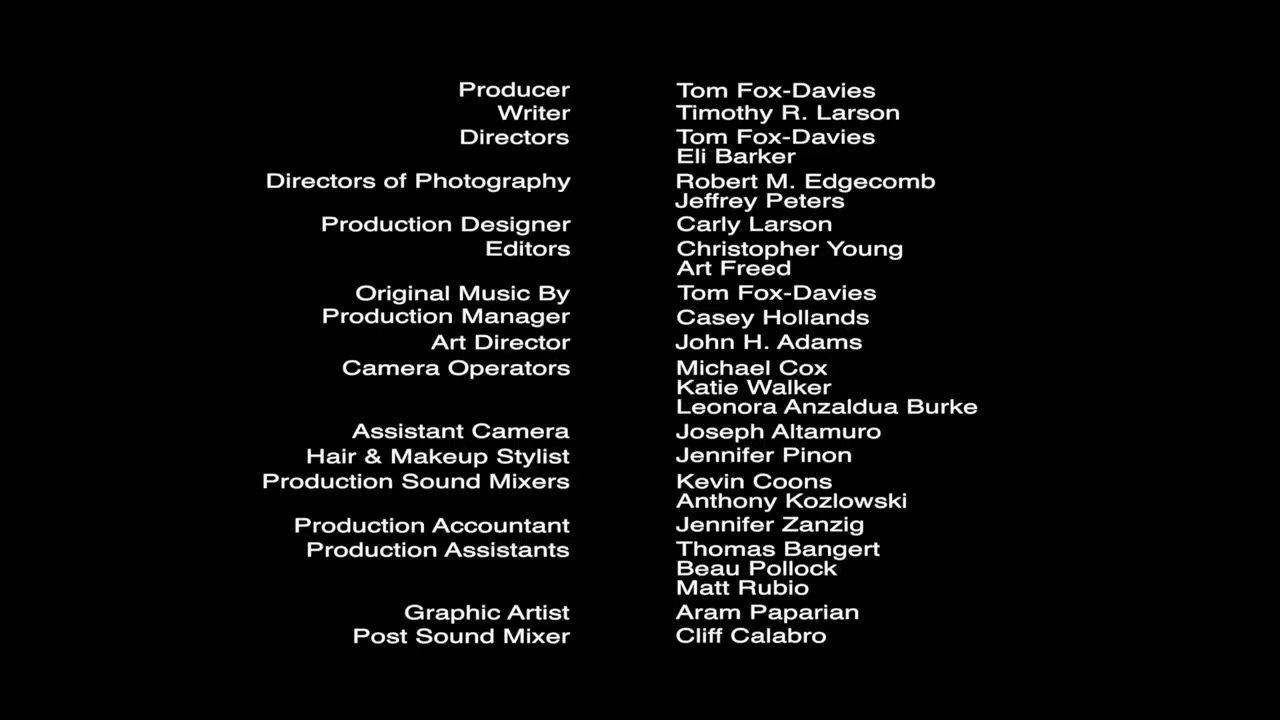 Producer Tom Fox-Davies
Writer Timothy R. Larson
Directors Tom Fox-Davies
Eli Barker
Directors of Photography Robert M. Edgecomb
Jeffrey Peters
Production Designer Carly Larson
Editors Christopher Young
Art Freed
Original Music By Tom Fox-Davies
Production Manager Casey Hollands
Art Director John H. Adams
Camera Operators Michael Cox
Katie Walker
Leonora Anzaldua Burke
Assistant Camera Joseph Altamuro
Hair & Makeup Stylist Jennifer Pinon
Production Sound Mixers Kevin Coons
Anthony Kozlowski
Production Accountant Jennifer Zanzig
Production Assistants Thomas Bangert
Beau Pollock
Matt Rubio
Graphic Artist Aram Paparian
Post Sound Mixer Cliff Calabro